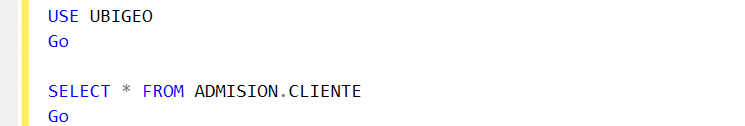 USE UBIGEO
Go
SELECT * FROM ADMISION.CLIENTE
Go